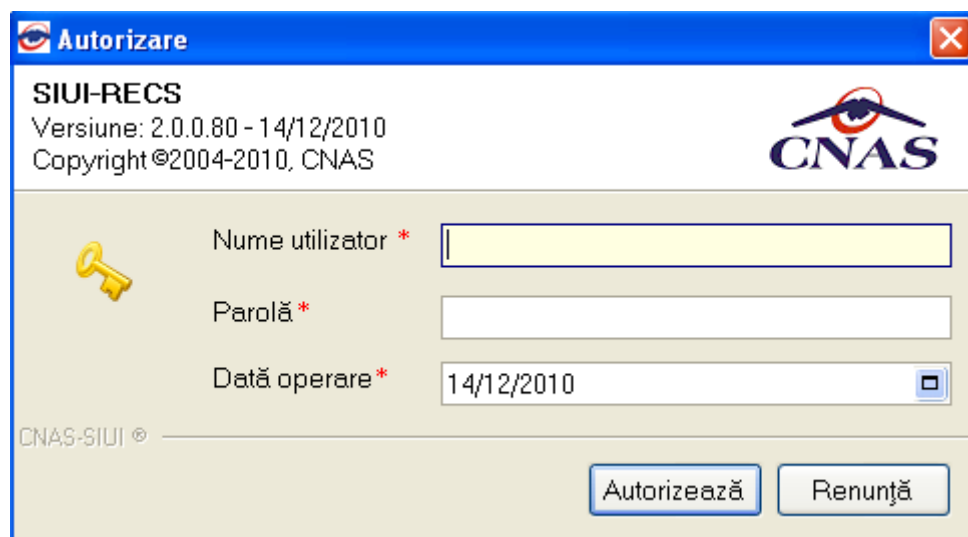 Autorizare
SIUI-RECS
Versiune: 2.0.0.80 - 14/12/2010
Copyright ©2004-2010, CNAS
CNAS
Nume utilizator *
Parolă *
Dată operare *
14/12/2010
CNAS-SIUI ®
Autorizează
Renunţă